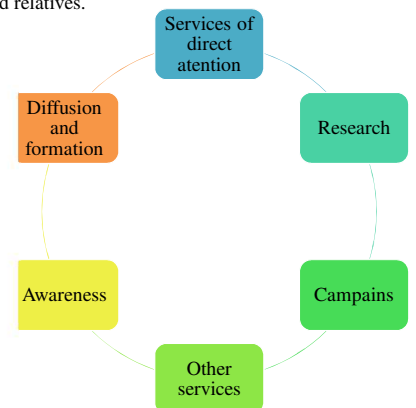 d relatives.
Services of
direct
atention
Diffusion
and
formation
Research
Awareness
Campains
Other
services